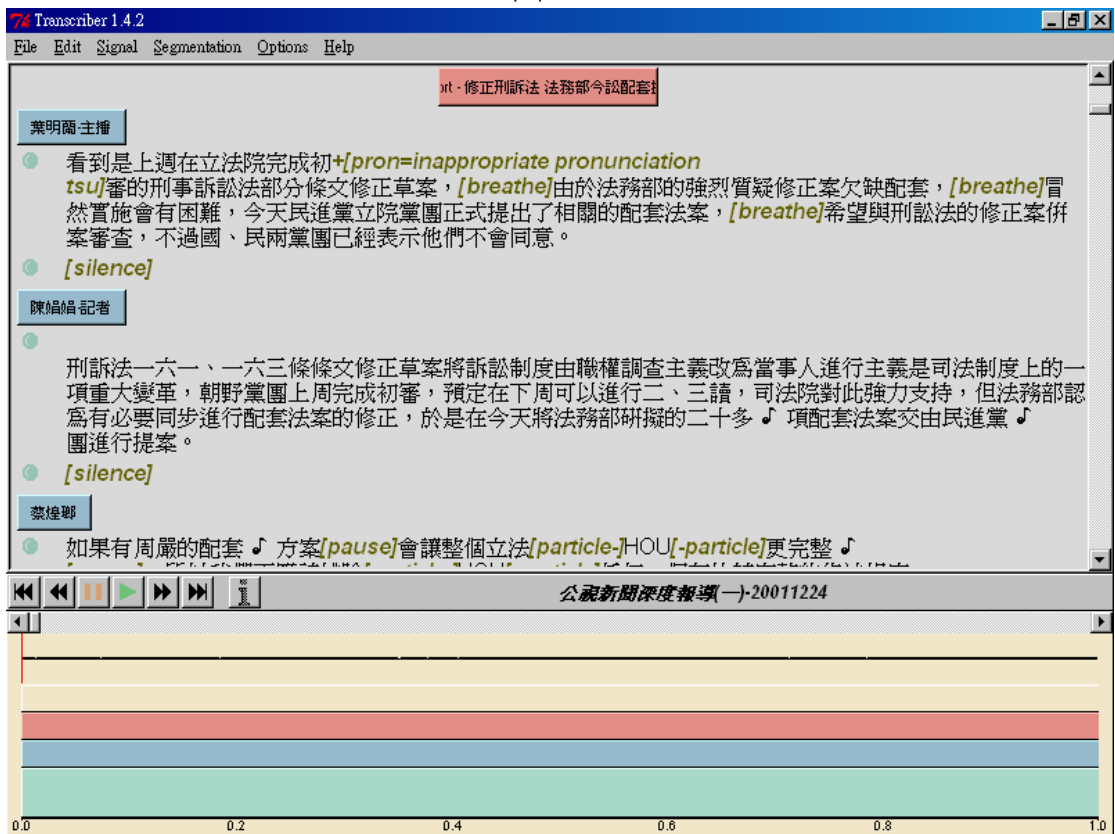 Transcriber 1.4.2
File Edit Signal Segmentation Options Help
ort - 修正刑訴法 法務部今訟配套
葉明蘭-主播
看到是上週在立法院完成初+[pron=inappropriate pronunciation
tsu]審的刑事訴訟法部分條文修正草案，[breathe]由於法務部的強烈質疑修正案欠缺配套，[breathe]冒
然實施會有困難，今天民進黨立院黨團正式提出了相關的配套法案，[breathe]希望與刑訟法的修正案併
案審查，不過國、民兩黨團已經表示他們不會同意。
[silence]
陳娟娟-記者
刑訴法一六一、一六三條條文修正草案將訴訟制度由職權調查主義改為當事人進行主義是司法制度上的一
項重大變革，朝野黨團上周完成初審，預定在下周可以進行二、三讀，司法院對此強力支持，但法務部認
為有必要同步進行配套法案的修正，於是在今天將法務部研擬的二十多 ♪ 項配套法案交由民進黨 ♪
團進行提案。
[silence]
蔡煌瑯
如果有周嚴的配套 ♪ 方案[pause]會讓整個立法[particle-]HOU[-particle]更完整 ♪
公視新聞深度報導(一)-20011224
0.0 0.2 0.4 0.6 0.8 1.0